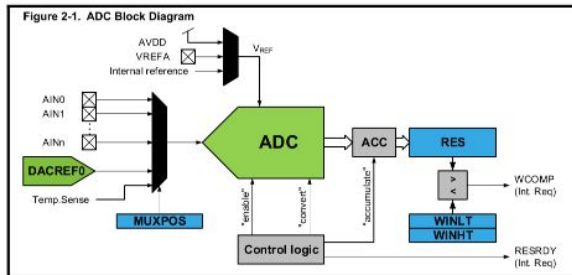 Figure 2-1. ADC Block Diagram
AVDD
VREFA
Internal reference
VREF
AIN0
AIN1
AINn
DACREF0
Temp.Sense
MUXPOS
ADC
ACC
RES
"enable"
"convert"
"accumulate"
>
<
WCOMP
(Int. Req)
WINLT
WINHT
Control logic
RESRDY
(Int. Req)